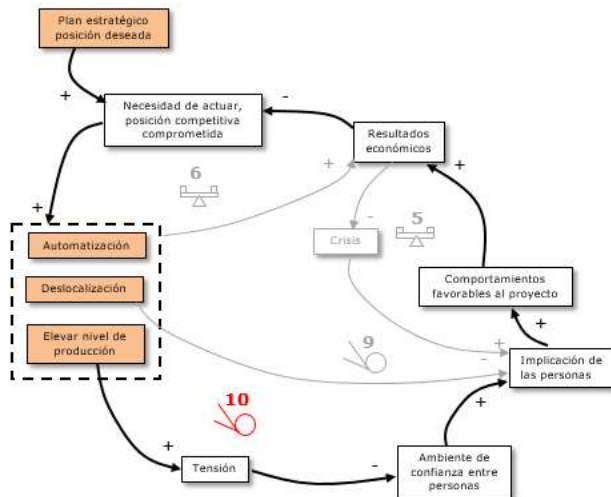 Plan estratégico
posición deseada
+
-
Necesidad de actuar,
posición competitiva
comprometida
Resultados
económicos
+
+
6
+
-
5
Automatización
Crisis
Deslocalización
Comportamientos
favorables al proyecto
Elevar nivel de
producción
9
+
+
-
Implicación de
las personas
10
+
+
Tensión
-
Ambiente de
confianza entre
personas